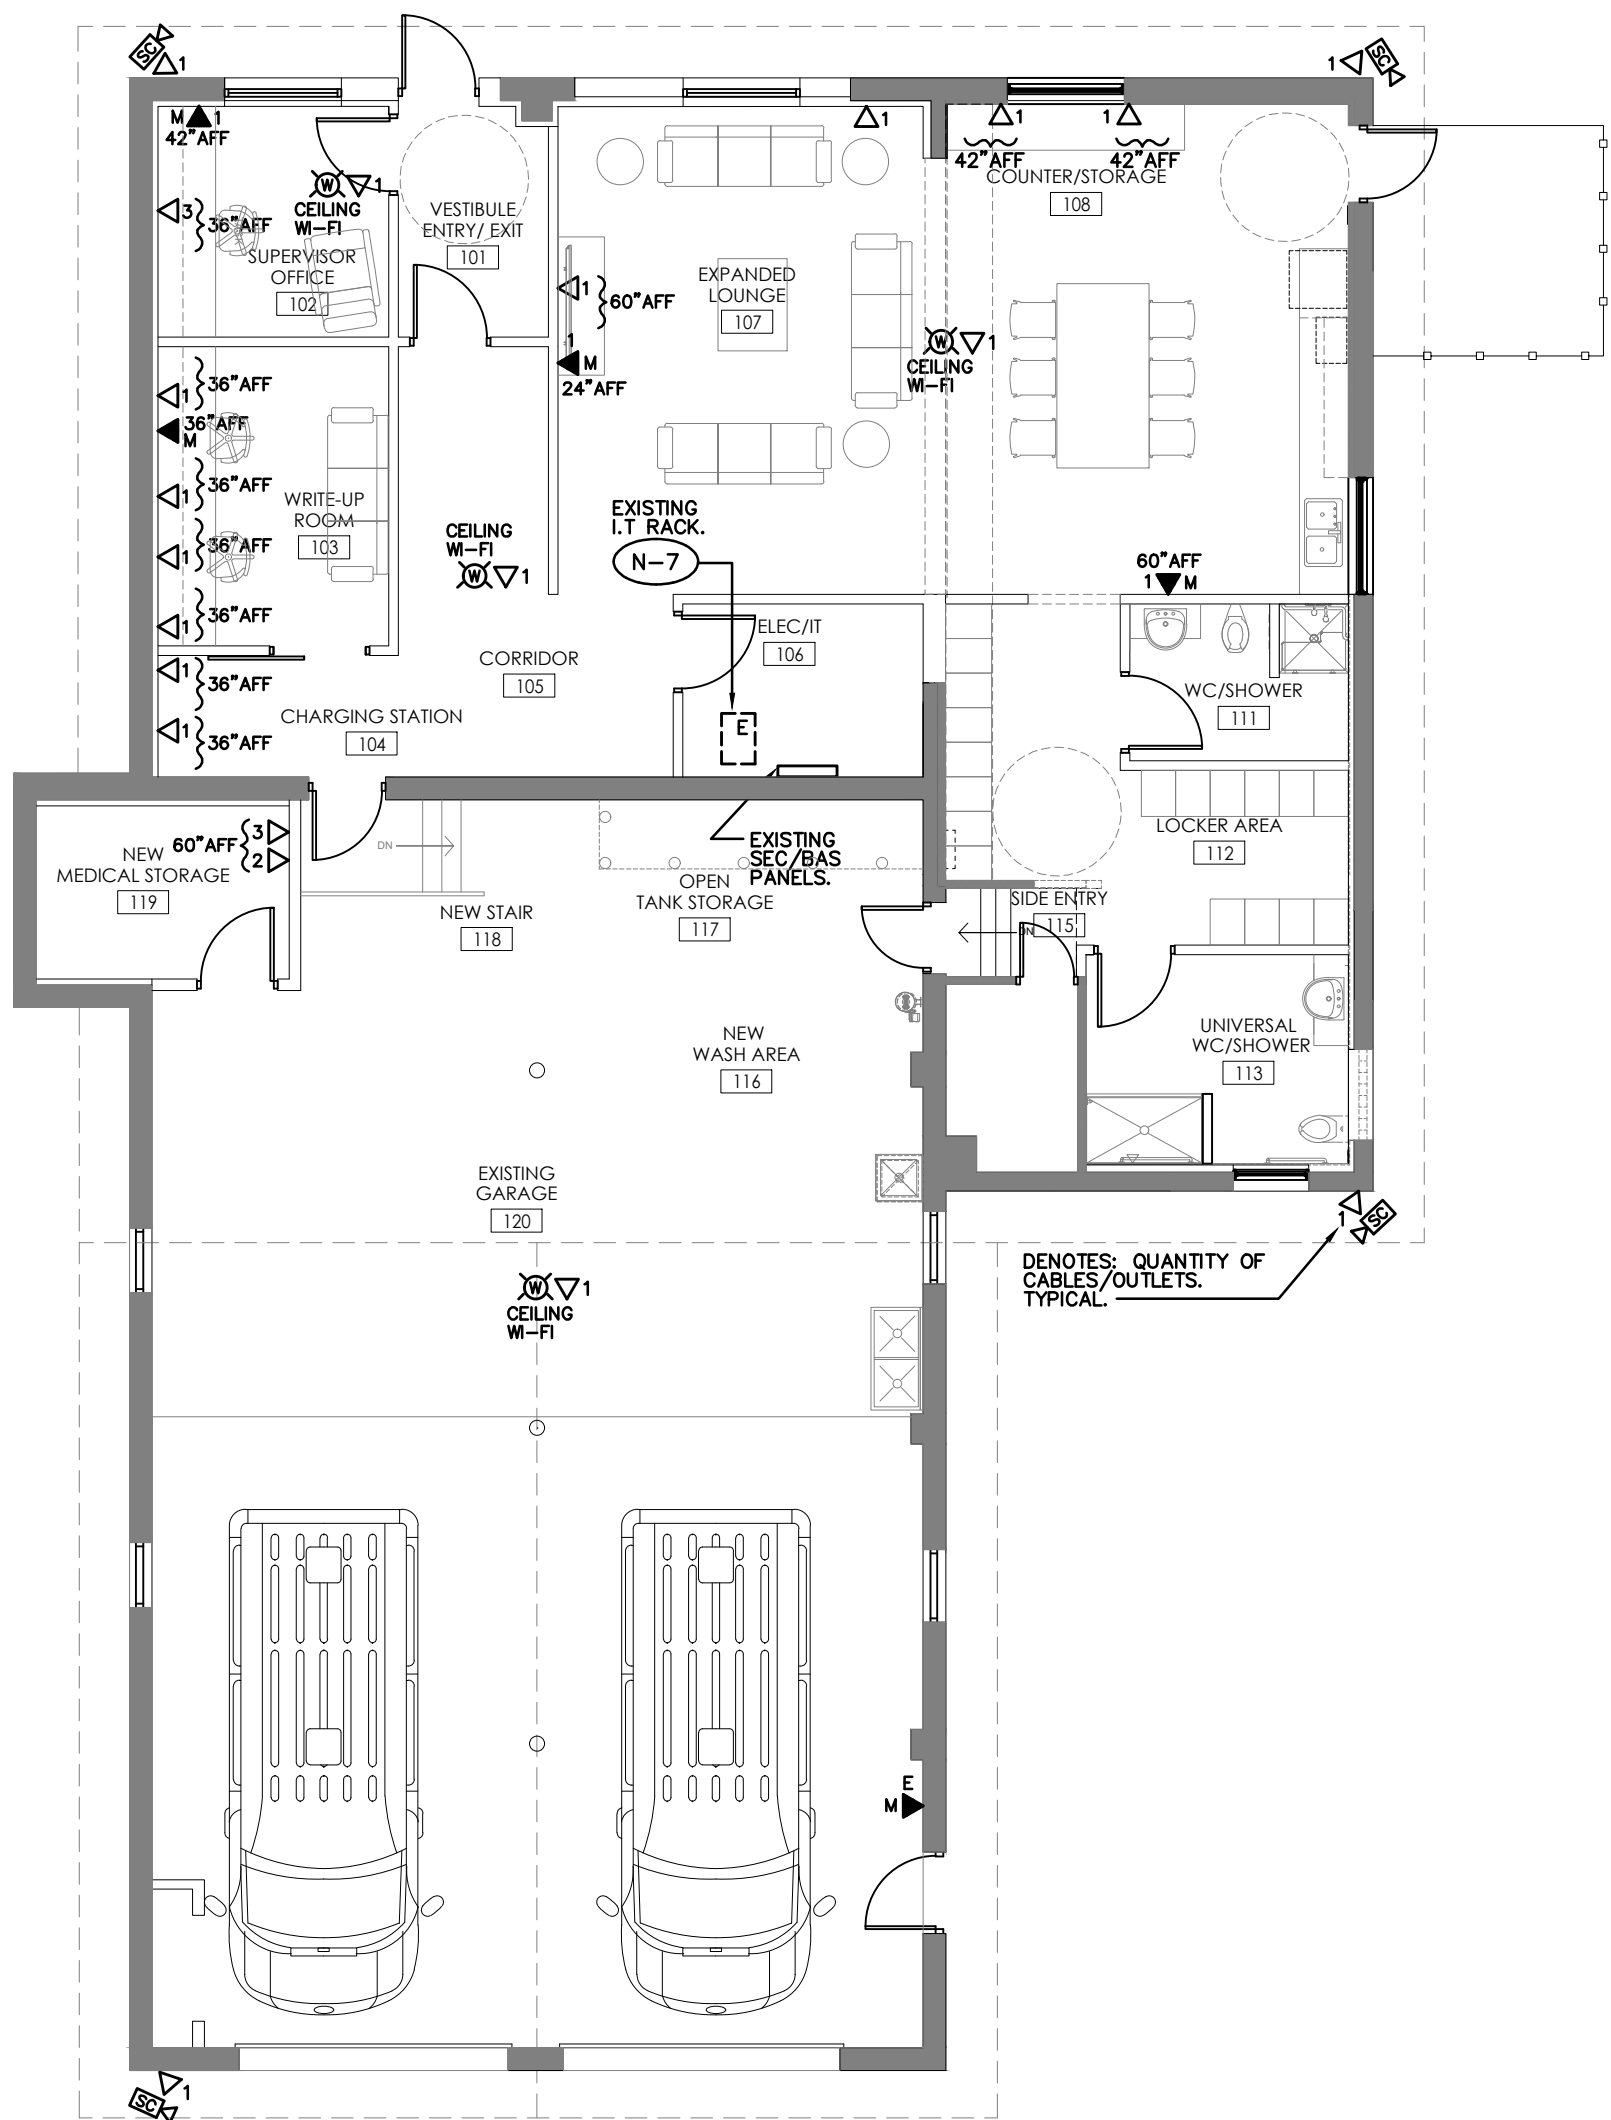 SC
1
1
SC
M 1
42"AFF
1
1
1
42"AFF
42"AFF
COUNTER/STORAGE
108
W 1
CEILING
WI-FI
3
36"AFF
VESTIBULE
ENTRY/ EXIT
101
SUPERVISOR
OFFICE
102
1
60"AFF
EXPANDED
LOUNGE
107
1
M
24"AFF
W 1
CEILING
WI-FI
36"AFF
1
36"AFF
M
36"AFF
1
WRITE-UP
ROOM
103
36"AFF
1
36"AFF
1
CEILING
WI-FI
W 1
EXISTING
I.T RACK.
N-7
60"AFF
1 M
ELEC/IT
106
CORRIDOR
105
1
36"AFF
1
36"AFF
CHARGING STATION
104
E
WC/SHOWER
111
LOCKER AREA
112
60"AFF
3
2
NEW
MEDICAL STORAGE
119
DN
EXISTING
SEC/BAS
PANELS.
OPEN
TANK STORAGE
117
NEW STAIR
118
SIDE ENTRY
115
DN
NEW
WASH AREA
116
UNIVERSAL
WC/SHOWER
113
EXISTING
GARAGE
120
1
SC
DENOTES: QUANTITY OF
CABLES/OUTLETS.
TYPICAL.
W 1
CEILING
WI-FI
E
M
1
SC